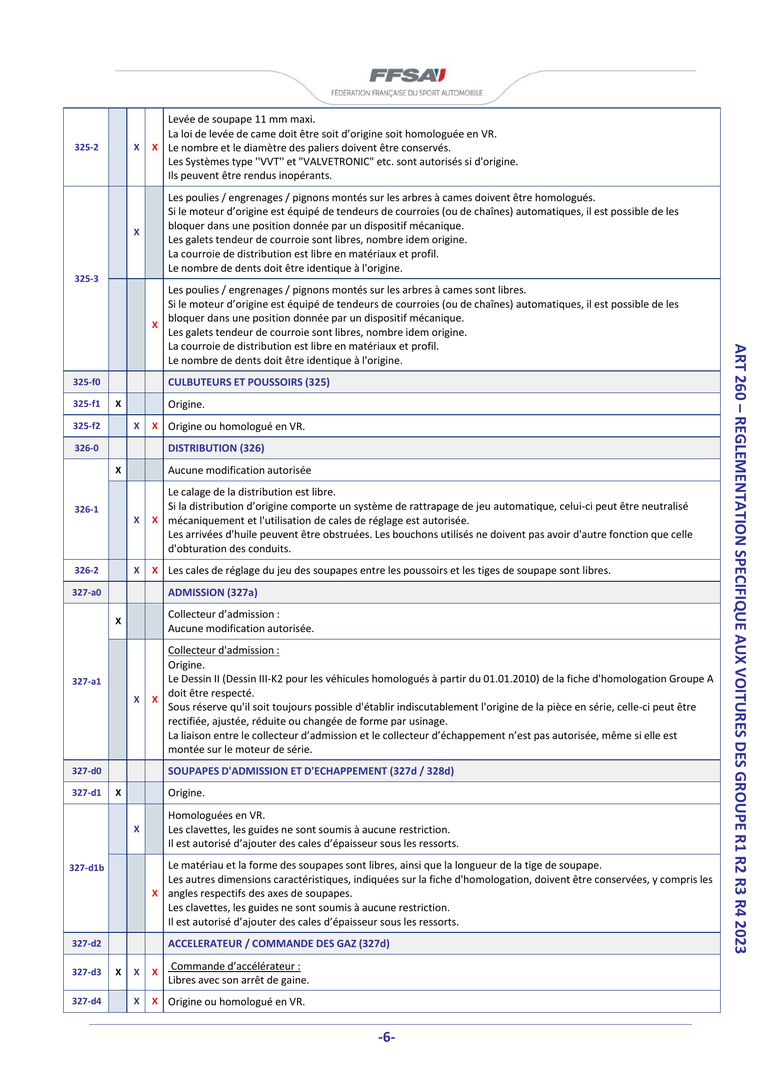 FFSA
FÉDÉRATION FRANÇAISE DU SPORT AUTOMOBILE
325-2 X X
Levée de soupape 11 mm maxi.
La loi de levée de came doit être soit d'origine soit homologuée en VR.
Le nombre et le diamètre des paliers doivent être conservés.
Les Systèmes type ''VVT'' et "VALVETRONIC" etc. sont autorisés si d'origine.
Ils peuvent être rendus inopérants.
325-3
X
Les poulies / engrenages / pignons montés sur les arbres à cames doivent être homologués.
Si le moteur d'origine est équipé de tendeurs de courroies (ou de chaînes) automatiques, il est possible de les
bloquer dans une position donnée par un dispositif mécanique.
Les galets tendeur de courroie sont libres, nombre idem origine.
La courroie de distribution est libre en matériaux et profil.
Le nombre de dents doit être identique à l'origine.
X
Les poulies / engrenages / pignons montés sur les arbres à cames sont libres.
Si le moteur d'origine est équipé de tendeurs de courroies (ou de chaînes) automatiques, il est possible de les
bloquer dans une position donnée par un dispositif mécanique.
Les galets tendeur de courroie sont libres, nombre idem origine.
La courroie de distribution est libre en matériaux et profil.
Le nombre de dents doit être identique à l'origine.
325-f0 CULBUTEURS ET POUSSOIRS (325)
325-f1 X Origine.
325-f2 X X Origine ou homologué en VR.
326-0 DISTRIBUTION (326)
326-1
X Aucune modification autorisée
X X
Le calage de la distribution est libre.
Si la distribution d'origine comporte un système de rattrapage de jeu automatique, celui-ci peut être neutralisé
mécaniquement et l'utilisation de cales de réglage est autorisée.
Les arrivées d'huile peuvent être obstruées. Les bouchons utilisés ne doivent pas avoir d'autre fonction que celle
d'obturation des conduits.
326-2 X X Les cales de réglage du jeu des soupapes entre les poussoirs et les tiges de soupape sont libres.
327-a0 ADMISSION (327a)
327-a1
X
Collecteur d'admission :
Aucune modification autorisée.
X X
Collecteur d'admission :
Origine.
Le Dessin II (Dessin III-K2 pour les véhicules homologués à partir du 01.01.2010) de la fiche d'homologation Groupe A
doit être respecté.
Sous réserve qu'il soit toujours possible d'établir indiscutablement l'origine de la pièce en série, celle-ci peut être
rectifiée, ajustée, réduite ou changée de forme par usinage.
La liaison entre le collecteur d'admission et le collecteur d'échappement n'est pas autorisée, même si elle est
montée sur le moteur de série.
327-d0 SOUPAPES D'ADMISSION ET D'ECHAPPEMENT (327d / 328d)
327-d1 X Origine.
327-d1b
X
Homologuées en VR.
Les clavettes, les guides ne sont soumis à aucune restriction.
Il est autorisé d'ajouter des cales d'épaisseur sous les ressorts.
X
Le matériau et la forme des soupapes sont libres, ainsi que la longueur de la tige de soupape.
Les autres dimensions caractéristiques, indiquées sur la fiche d'homologation, doivent être conservées, y compris les
angles respectifs des axes de soupapes.
Les clavettes, les guides ne sont soumis à aucune restriction.
Il est autorisé d'ajouter des cales d'épaisseur sous les ressorts.
327-d2 ACCELERATEUR / COMMANDE DES GAZ (327d)
327-d3 X X X
Commande d'accélérateur :
Libres avec son arrêt de gaine.
327-d4 X X Origine ou homologué en VR.
ART 260 – REGLEMENTATION SPECIFIQUE AUX VOITURES DES GROUPE R1 R2 R3 R4 2023
-6-